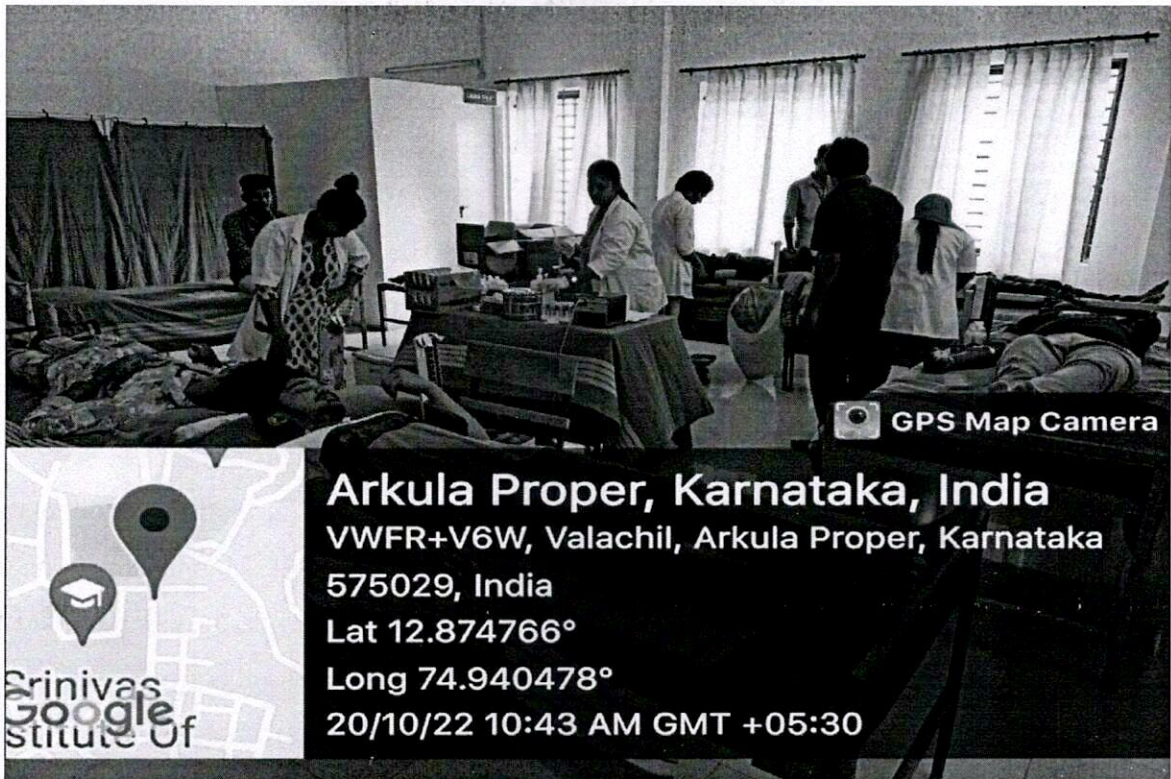 GPS Map Camera
Arkula Proper, Karnataka, India
VWFR+V6W, Valachil, Arkula Proper, Karnataka
575029, India
Lat 12.874766°
Long 74.940478°
20/10/22 10:43 AM GMT +05:30
Srinivas
Google
stitute Of